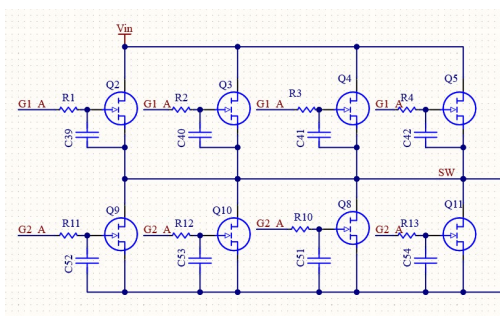 Vin
Q2 Q3 Q4 Q5
G1_A R1 G1_A R2 G1_A R3 G1_A R4
C39 C40 C41 C42
SW
Q9 Q10 Q8 Q11
G2_A R11 G2_A R12 G2_A R10 G2_A R13
C52 C53 C51 C54